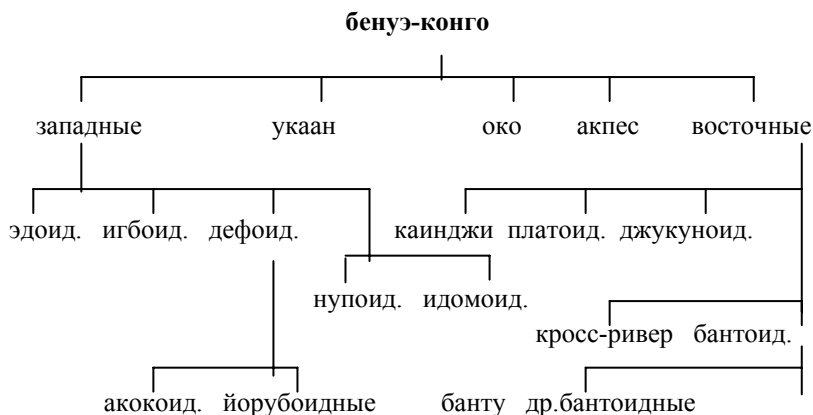 бенуэ-конго
западные укаан око акпес восточные
эдоид. игбоид. дефоид. каинджи платоид. джукуноид.
нупоид. идомоид.
кросс-ривер бантоид.
акокоид. йорубоидные банту др.бантоидные